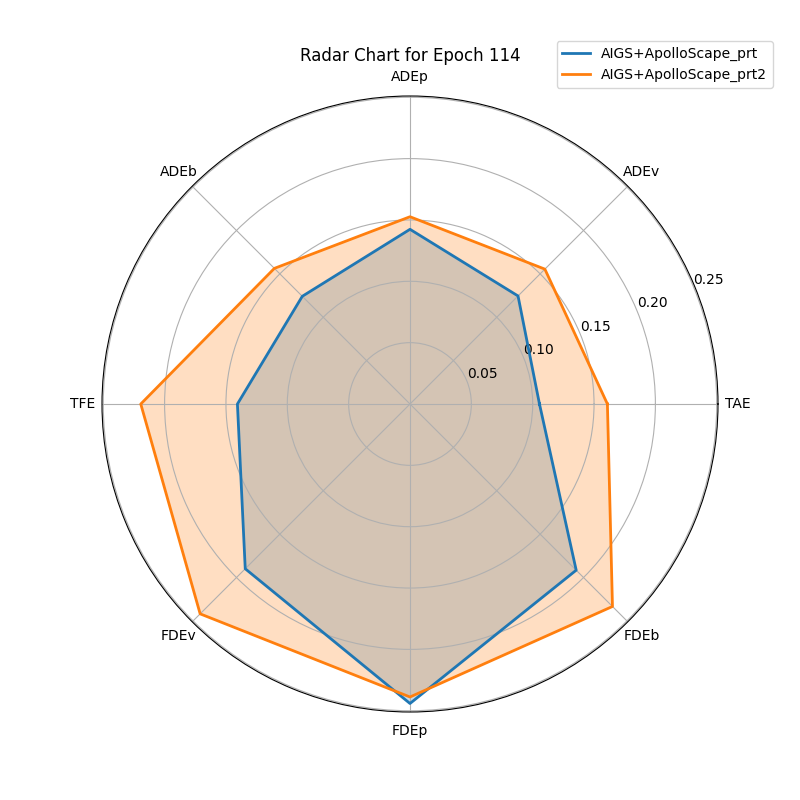 Radar Chart for Epoch 114
AIGS+ApolloScape_prt
AIGS+ApolloScape_prt2
ADEp
ADEb
ADEv
0.25
0.20
0.15
0.10
0.05
TFE
TAE
FDEv
FDEb
FDEp